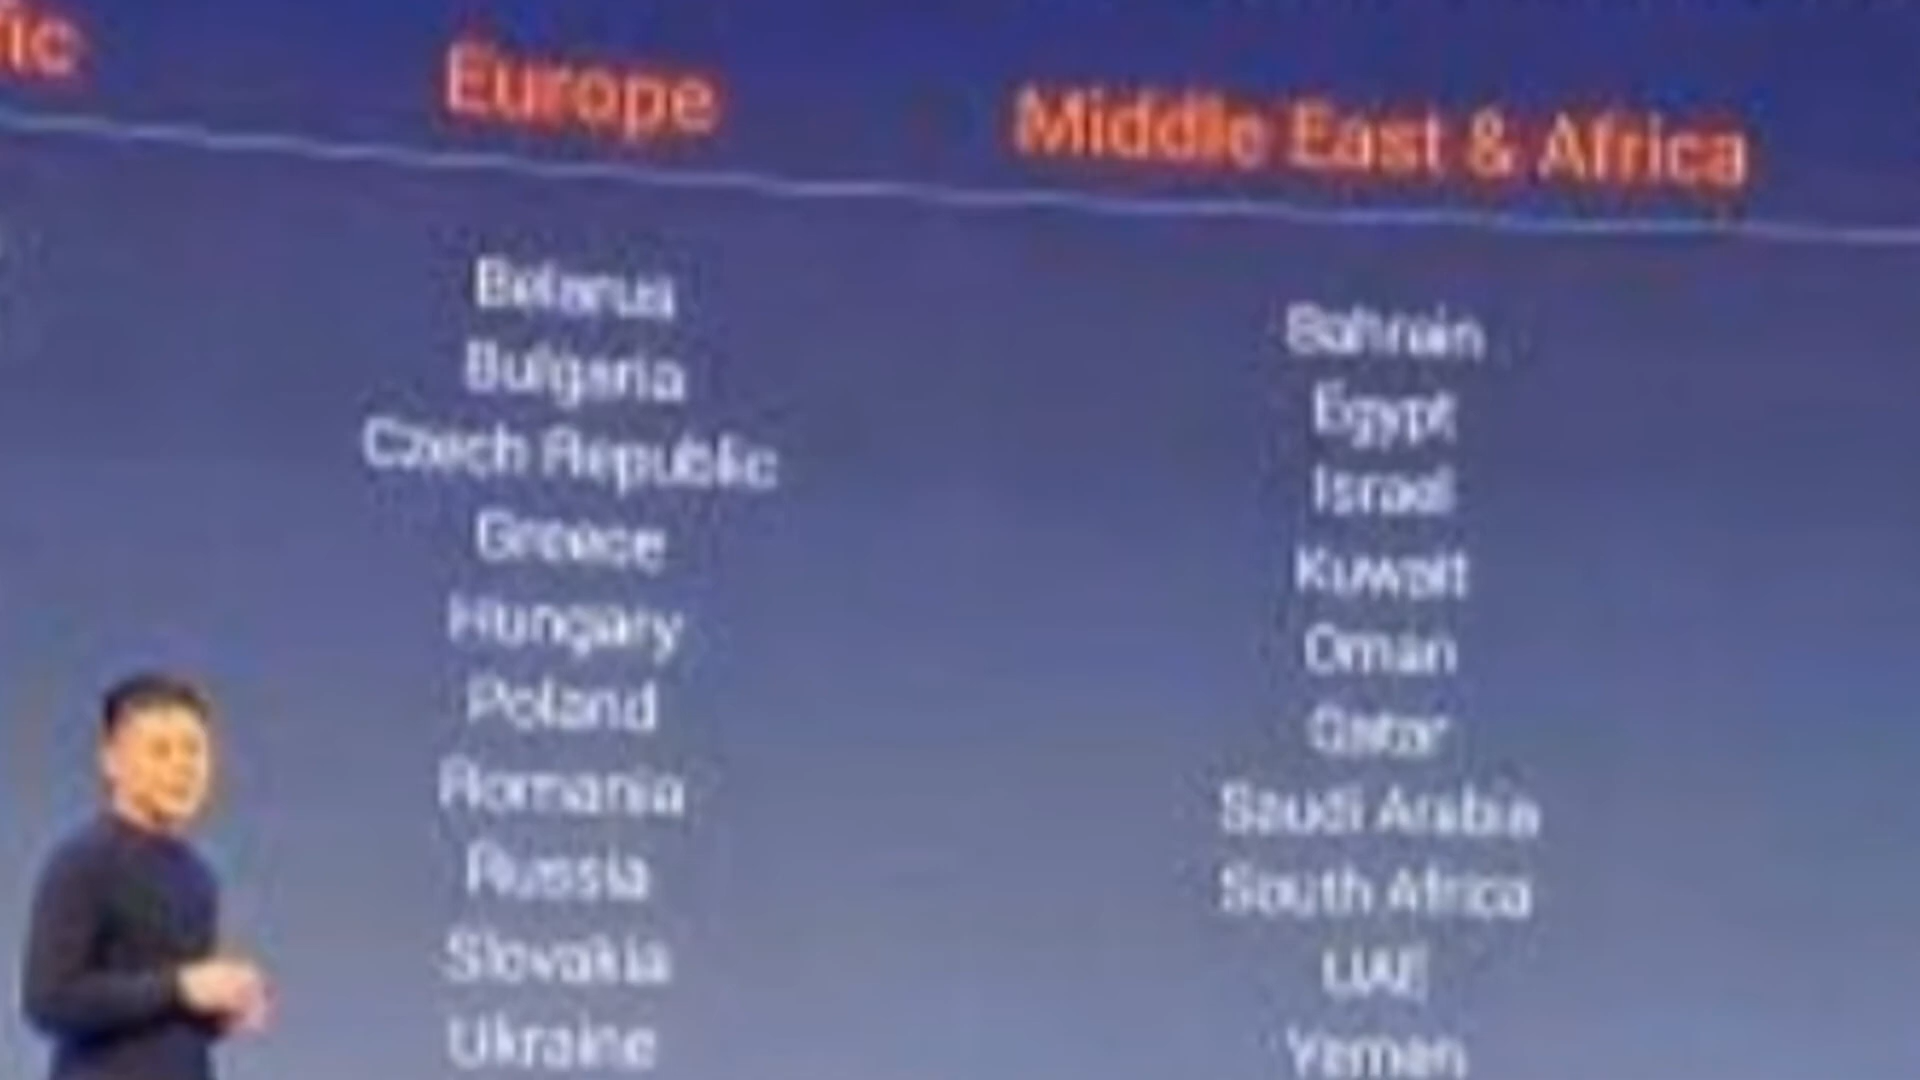 Europe
Middle East & Africa
Belarus
Bulgaria
Czech Republic
Greece
Hungary
Poland
Romania
Russia
Slovakia
Ukraine
Bahrain
Egypt
Israel
Kuwait
Oman
Qatar
Saudi Arabia
South Africa
UAE
Yemen